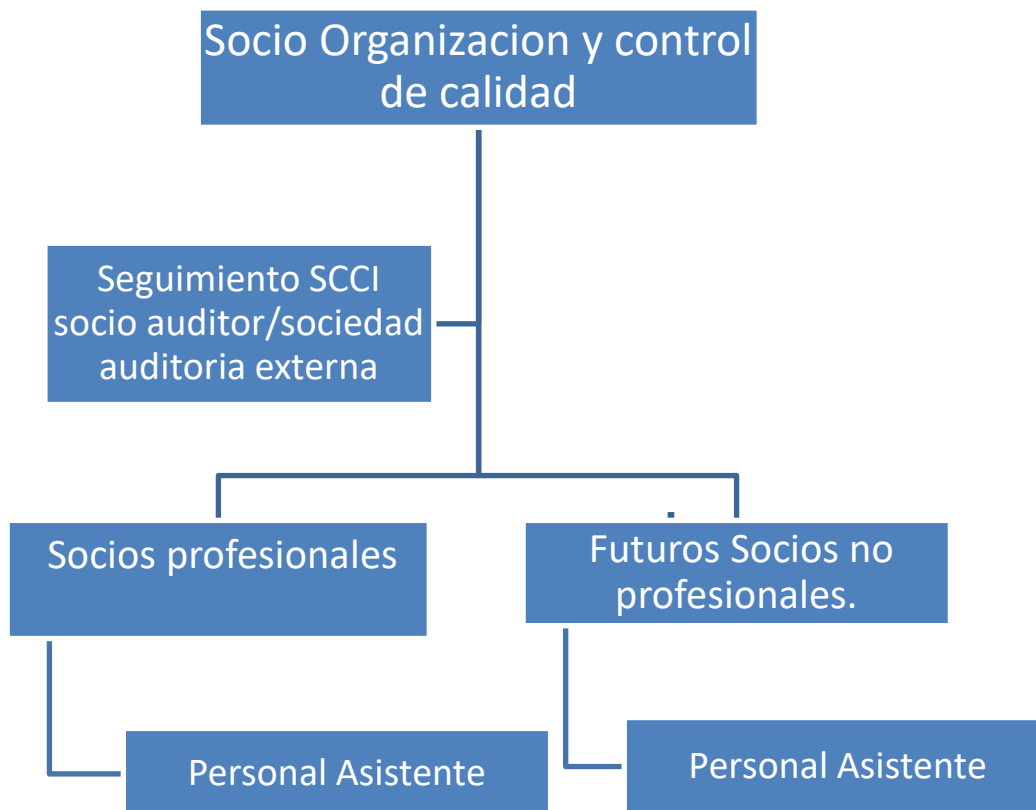 Socio Organizacion y control
de calidad
Seguimiento SCCI
socio auditor/sociedad
auditoria externa
Socios profesionales
Futuros Socios no
profesionales.
Personal Asistente
Personal Asistente